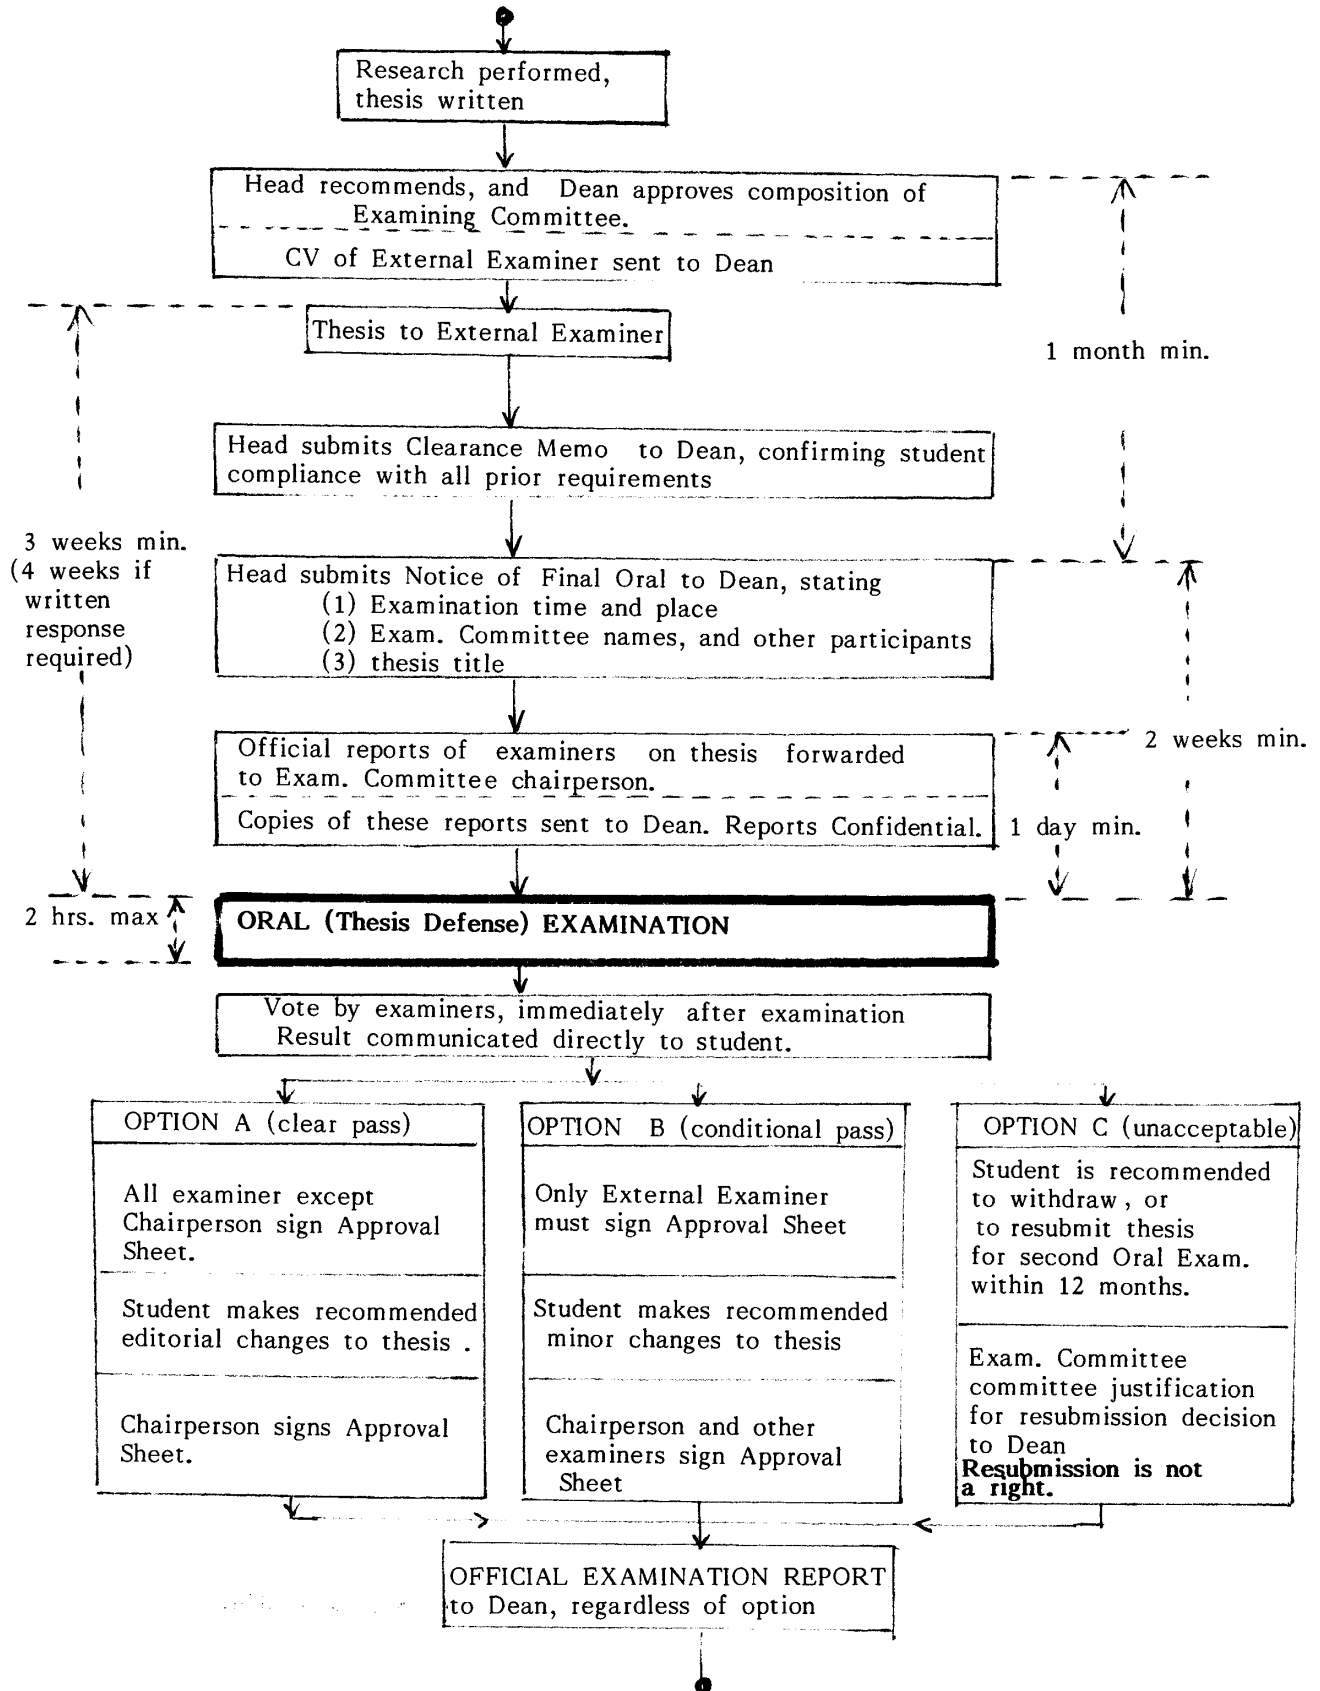 Research performed,
thesis written
Head recommends, and Dean approves composition of
Examining Committee.
CV of External Examiner sent to Dean
Thesis to External Examiner
1 month min.
Head submits Clearance Memo to Dean, confirming student
compliance with all prior requirements
3 weeks min.
(4 weeks if
written
response
required)
Head submits Notice of Final Oral to Dean, stating
(1) Examination time and place
(2) Exam. Committee names, and other participants
(3) thesis title
2 weeks min.
Official reports of examiners on thesis forwarded
to Exam. Committee chairperson.
Copies of these reports sent to Dean. Reports Confidential.
1 day min.
2 hrs. max
ORAL (Thesis Defense) EXAMINATION
Vote by examiners, immediately after examination
Result communicated directly to student.
OPTION A (clear pass)
All examiner except
Chairperson sign Approval
Sheet.
Student makes recommended
editorial changes to thesis .
Chairperson signs Approval
Sheet.
OPTION B (conditional pass)
Only External Examiner
must sign Approval Sheet
Student makes recommended
minor changes to thesis
Chairperson and other
examiners sign Approval
Sheet
OPTION C (unacceptable)
Student is recommended
to withdraw, or
to resubmit thesis
for second Oral Exam.
within 12 months.
Exam. Committee
committee justification
for resubmission decision
to Dean
Resubmission is not
a right.
OFFICIAL EXAMINATION REPORT
to Dean, regardless of option